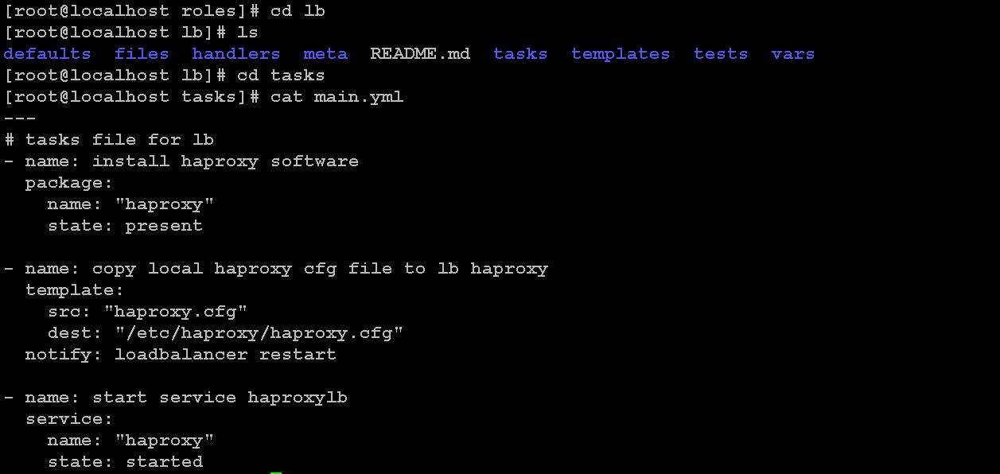 [root@localhost roles]# cd lb
[root@localhost lb]# ls
defaults  files  handlers  meta  README.md  tasks  templates  tests  vars
[root@localhost lb]# cd tasks
[root@localhost tasks]# cat main.yml
---
# tasks file for lb
- name: install haproxy software
  package:
    name: "haproxy"
    state: present

- name: copy local haproxy cfg file to lb haproxy
  template:
    src: "haproxy.cfg"
    dest: "/etc/haproxy/haproxy.cfg"
  notify: loadbalancer restart

- name: start service haproxylb
  service:
    name: "haproxy"
    state: started